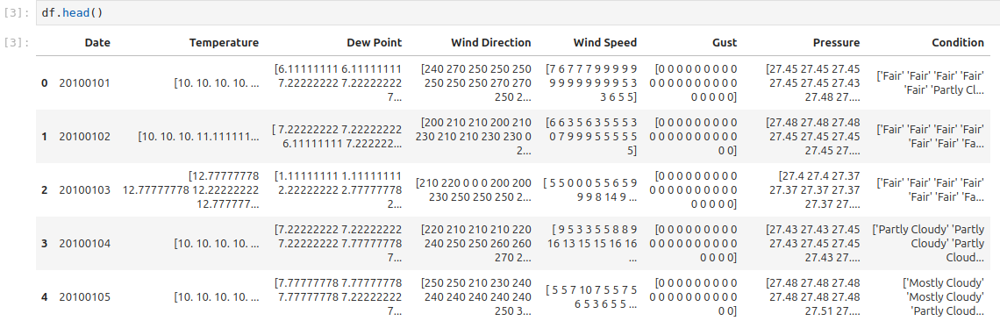 [3]: df.head()
[3]:
Date Temperature Dew Point Wind Direction Wind Speed Gust Pressure Condition
0
20100101
[10. 10. 10. 10. ...
[6.11111111 6.11111111
7.22222222 7.22222222
7...
[240 270 250 250 250
250 250 250 270 270
250 2...
[7 6 7 7 7 9 9 9 9 9
9 9 9 9 9 9 9 9 5 3
3 6 5 5]
[0 0 0 0 0 0 0 0 0
0 0 0 0 0 0 0 0 0 0
0 0 0 0 0]
[27.45 27.45 27.45
27.45 27.45 27.43
27.48 27....
['Fair' 'Fair' 'Fair' 'Fair'
'Fair' 'Partly Cl...
1
20100102
[10. 10. 10. 11.111111...
[ 7.22222222 7.22222222
6.11111111 7.222222...
[200 210 210 200 210
230 210 210 230 230 0
2...
[6 6 3 5 6 3 5 5 5 3
0 7 9 9 9 5 5 5 5 5
5]
[0 0 0 0 0 0 0 0 0
0 0 0 0 0 0 0 0 0 0
0 0]
[27.48 27.48 27.48
27.45 27.45 27.45
27.45 27....
['Fair' 'Fair' 'Fair' 'Fair'
'Fair' 'Fair' 'Fa...
2
20100103
[12.77777778
12.77777778 12.22222222
12.777777...
[1.11111111 1.11111111
2.22222222 2.77777778
2...
[210 220 0 0 0 200 200
230 250 250 250 2...
[ 5 5 0 0 0 5 5 6 5 9
9 9 8 14 9 ...
[0 0 0 0 0 0 0 0 0
0 0 0 0 0 0 0 0 0 0
0 0 0 0 0]
[27.4 27.4 27.37
27.37 27.37 27.37
27.37 27....
['Fair' 'Fair' 'Fair' 'Fair'
'Fair' 'Fair' 'Fa...
3
20100104
[10. 10. 10. 10. ...
[7.22222222 7.22222222
7.22222222 7.77777778
7...
[220 210 210 210 220
240 250 250 260 260
270 2...
[ 9 5 3 3 5 5 8 8 9
16 13 15 15 16 16
...
[0 0 0 0 0 0 0 0 0
0 0 0 0 0 0 0 0 0 0
0 0 0 0]
[27.43 27.43 27.45
27.43 27.45 27.45
27.43 27....
['Partly Cloudy' 'Partly
Cloudy' 'Partly
Cloud...
4
20100105
[10. 10. 10. 10. ...
[7.77777778 7.77777778
7.77777778 7.22222222
7...
[250 250 210 230 240
240 240 240 240 240
250 3...
[ 5 5 7 10 7 5 5 7 5
6 5 3 6 5 5 ...
[0 0 0 0 0 0 0 0 0
0 0 0 0 0 0 0 0 0 0
0 0]
[27.48 27.48 27.48
27.48 27.48 27.48
27.51 27....
['Mostly Cloudy'
'Mostly Cloudy'
'Partly Cloud...